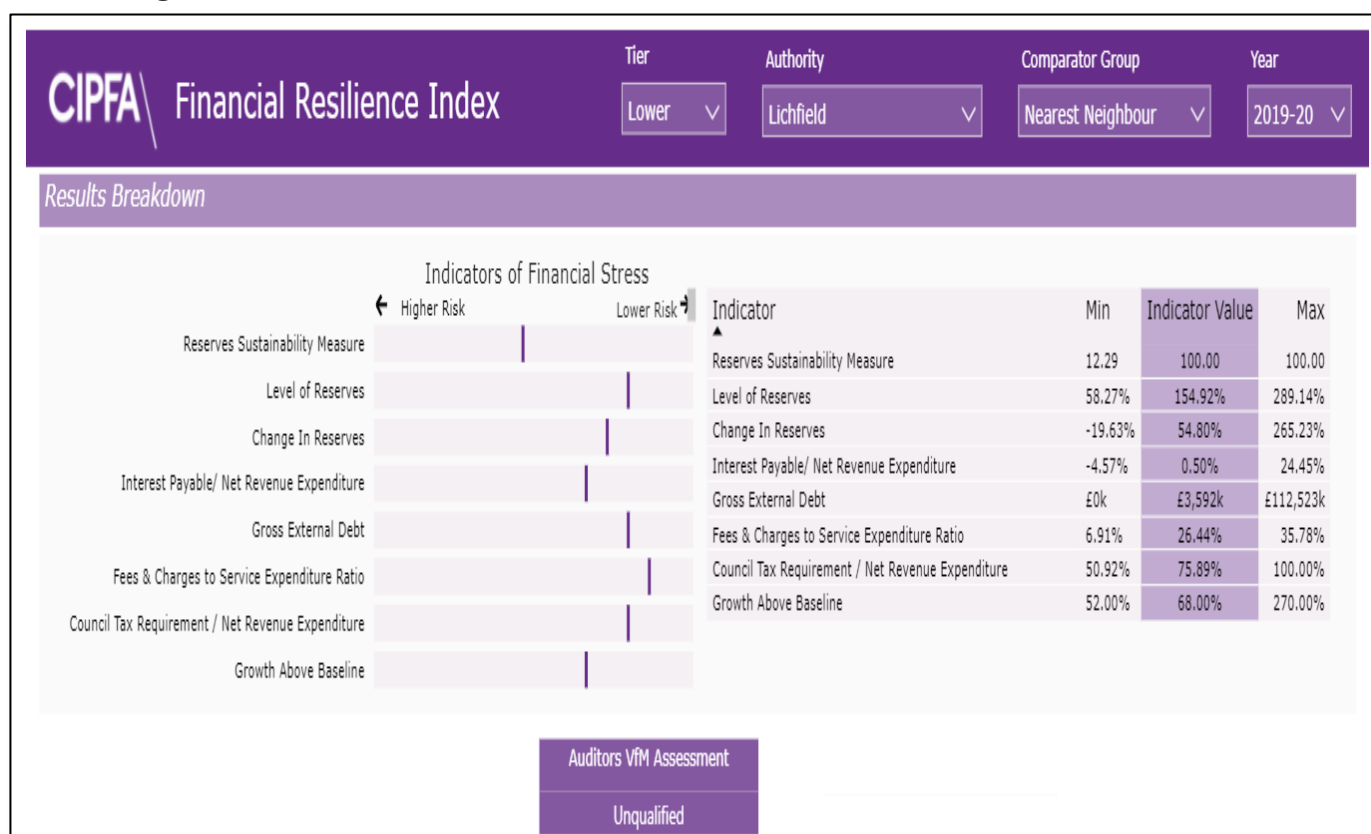 CIPFA\ Financial Resilience Index
Tier
Lower
Authority
Lichfield
Comparator Group
Nearest Neighbour
Year
2019-20
Results Breakdown
Indicators of Financial Stress
Higher Risk Lower Risk
Reserves Sustainability Measure
Level of Reserves
Change In Reserves
Interest Payable/ Net Revenue Expenditure
Gross External Debt
Fees & Charges to Service Expenditure Ratio
Council Tax Requirement / Net Revenue Expenditure
Growth Above Baseline
Indicator Min Indicator Value Max
Reserves Sustainability Measure 12.29 100.00 100.00
Level of Reserves 58.27% 154.92% 289.14%
Change In Reserves -19.63% 54.80% 265.23%
Interest Payable/ Net Revenue Expenditure -4.57% 0.50% 24.45%
Gross External Debt £0k £3,592k £112,523k
Fees & Charges to Service Expenditure Ratio 6.91% 26.44% 35.78%
Council Tax Requirement / Net Revenue Expenditure 50.92% 75.89% 100.00%
Growth Above Baseline 52.00% 68.00% 270.00%
Auditors VfM Assessment
Unqualified